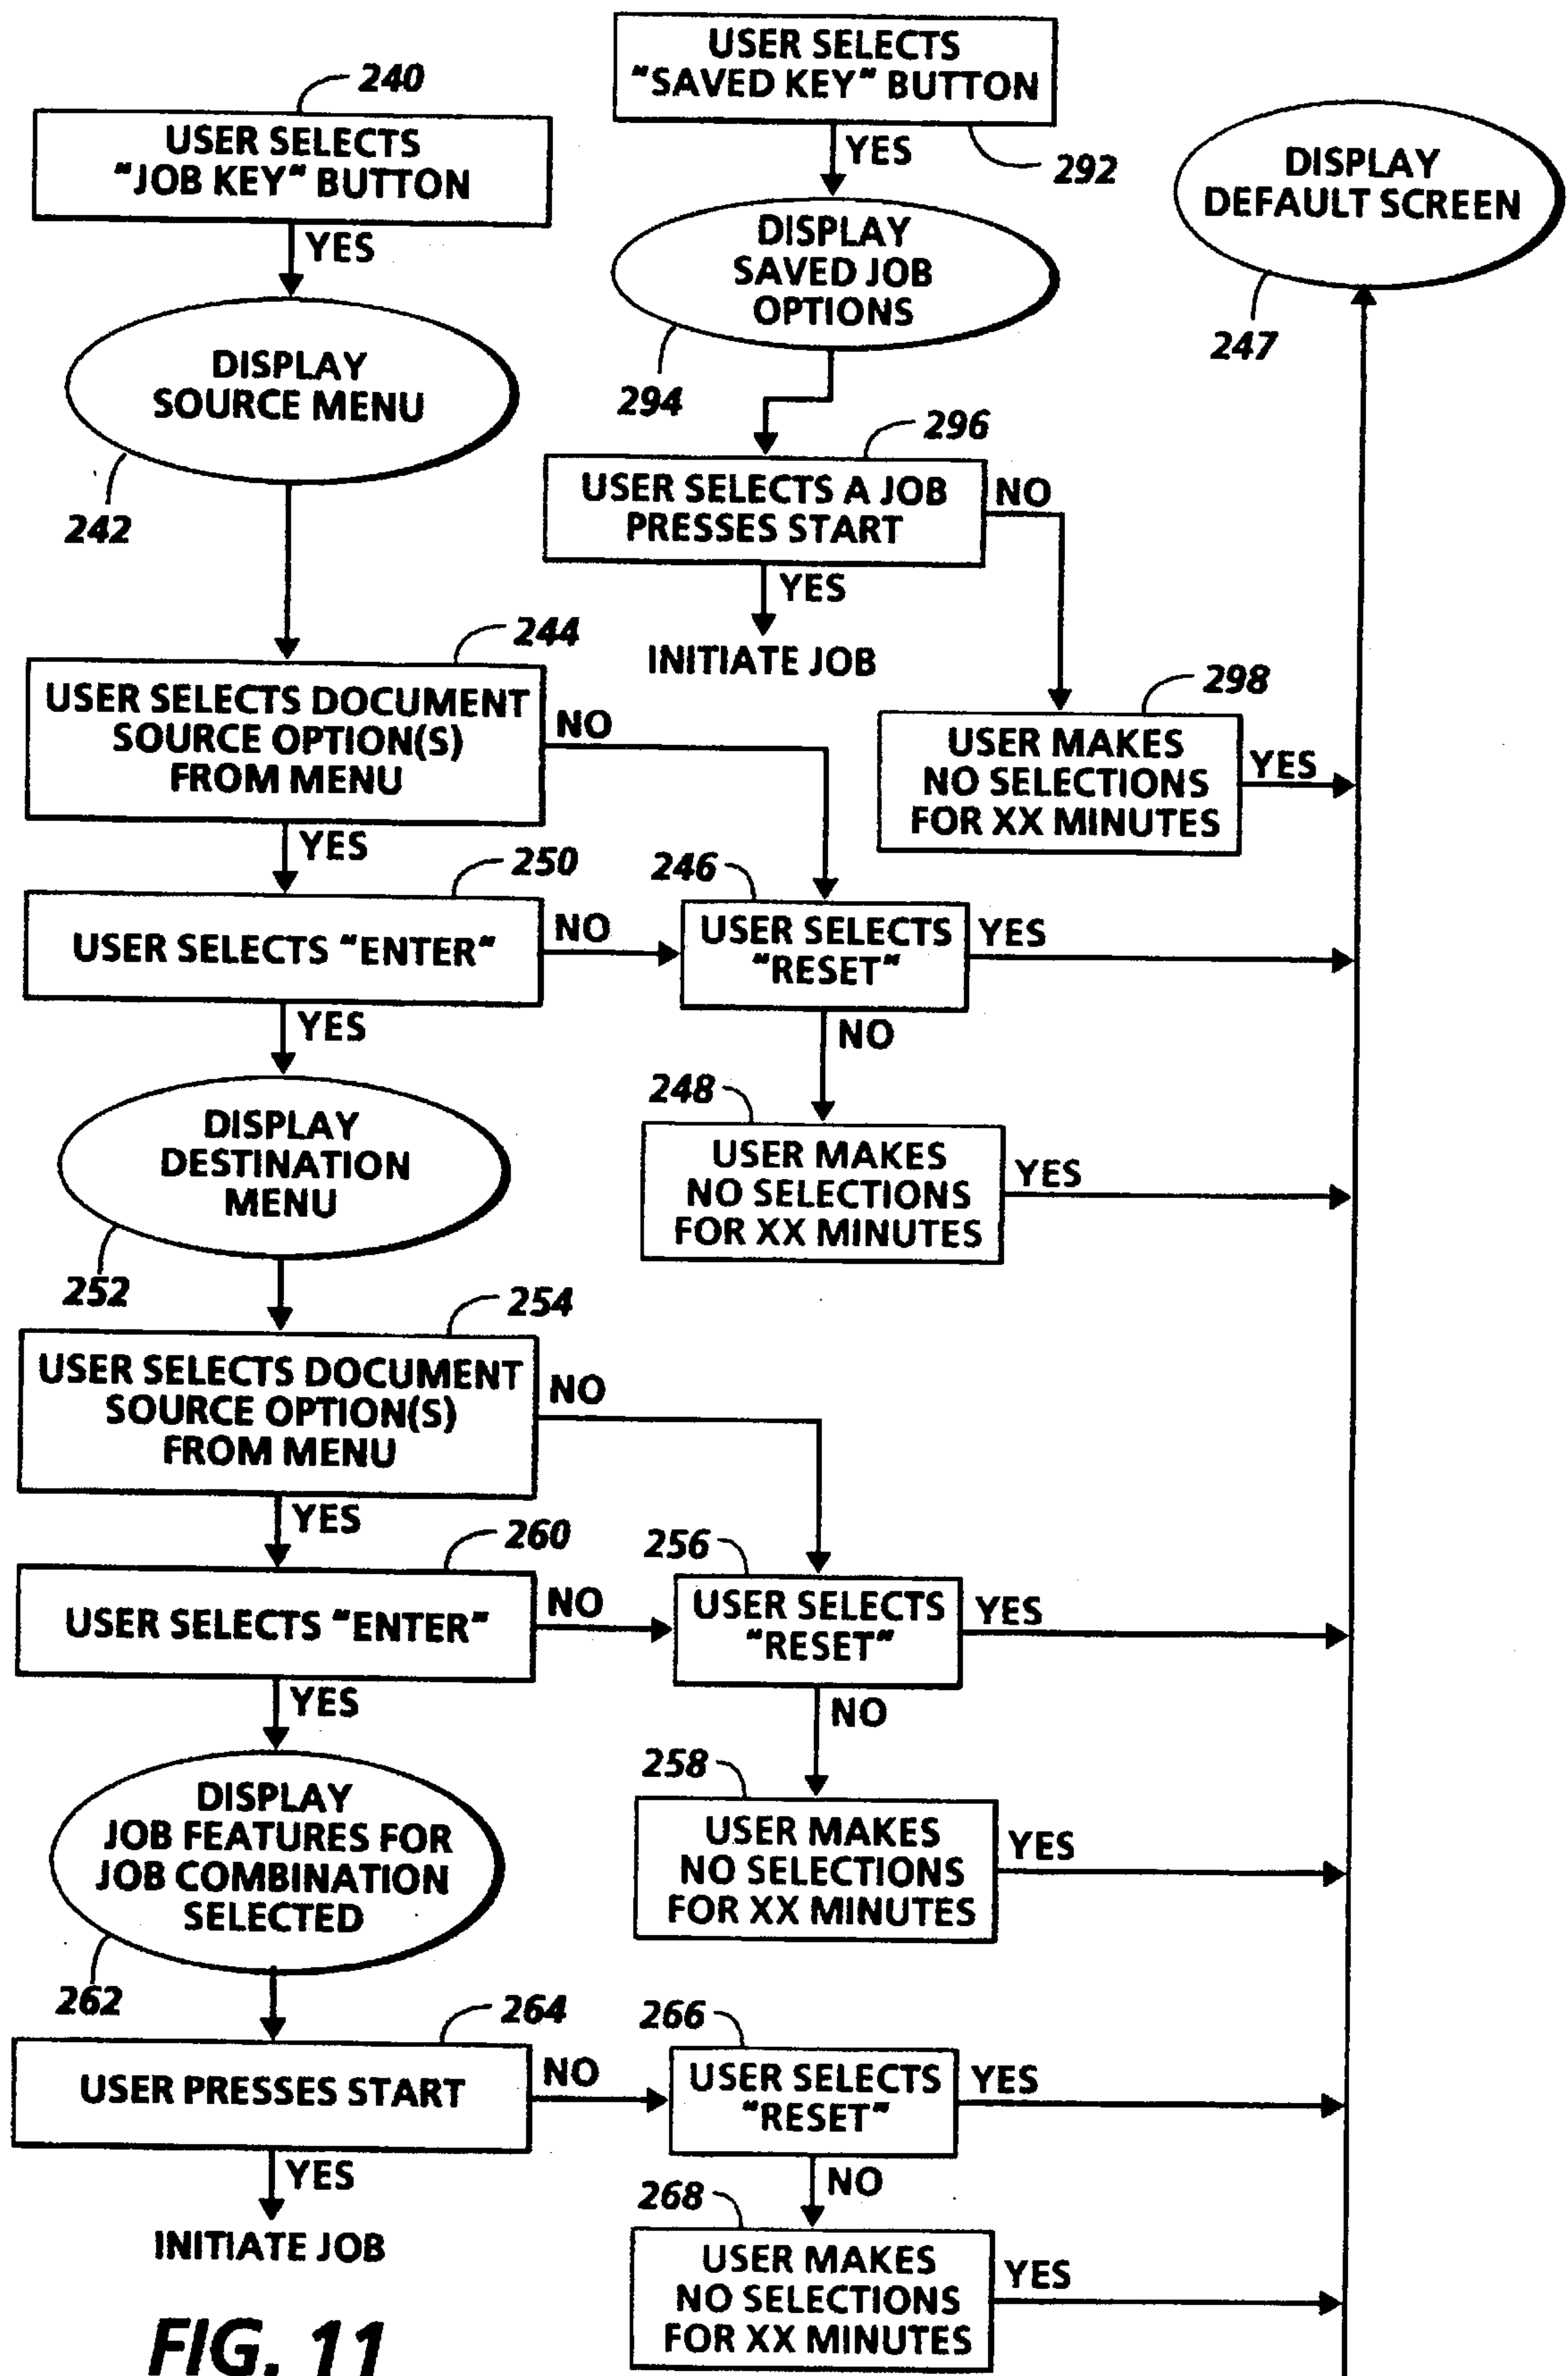 240
USER SELECTS
"JOB KEY" BUTTON
YES
DISPLAY
SOURCE MENU
242
244
USER SELECTS DOCUMENT
SOURCE OPTION(S)
FROM MENU
NO
YES
250
USER SELECTS "ENTER"
NO
YES
DISPLAY
DESTINATION
MENU
252
254
USER SELECTS DOCUMENT
SOURCE OPTION(S)
FROM MENU
NO
YES
260
USER SELECTS "ENTER"
NO
YES
DISPLAY
JOB FEATURES FOR
JOB COMBINATION
SELECTED
262
264
USER PRESSES START
NO
YES
INITIATE JOB
USER SELECTS
"SAVED KEY" BUTTON
YES
292
DISPLAY
SAVED JOB
OPTIONS
294
296
USER SELECTS A JOB
PRESSES START
NO
YES
INITIATE JOB
298
USER MAKES
NO SELECTIONS
FOR XX MINUTES
YES
246
USER SELECTS
"RESET"
YES
NO
248
USER MAKES
NO SELECTIONS
FOR XX MINUTES
YES
256
USER SELECTS
"RESET"
YES
NO
258
USER MAKES
NO SELECTIONS
FOR XX MINUTES
YES
266
USER SELECTS
"RESET"
YES
NO
268
USER MAKES
NO SELECTIONS
FOR XX MINUTES
YES
DISPLAY
DEFAULT SCREEN
247
FIG. 11